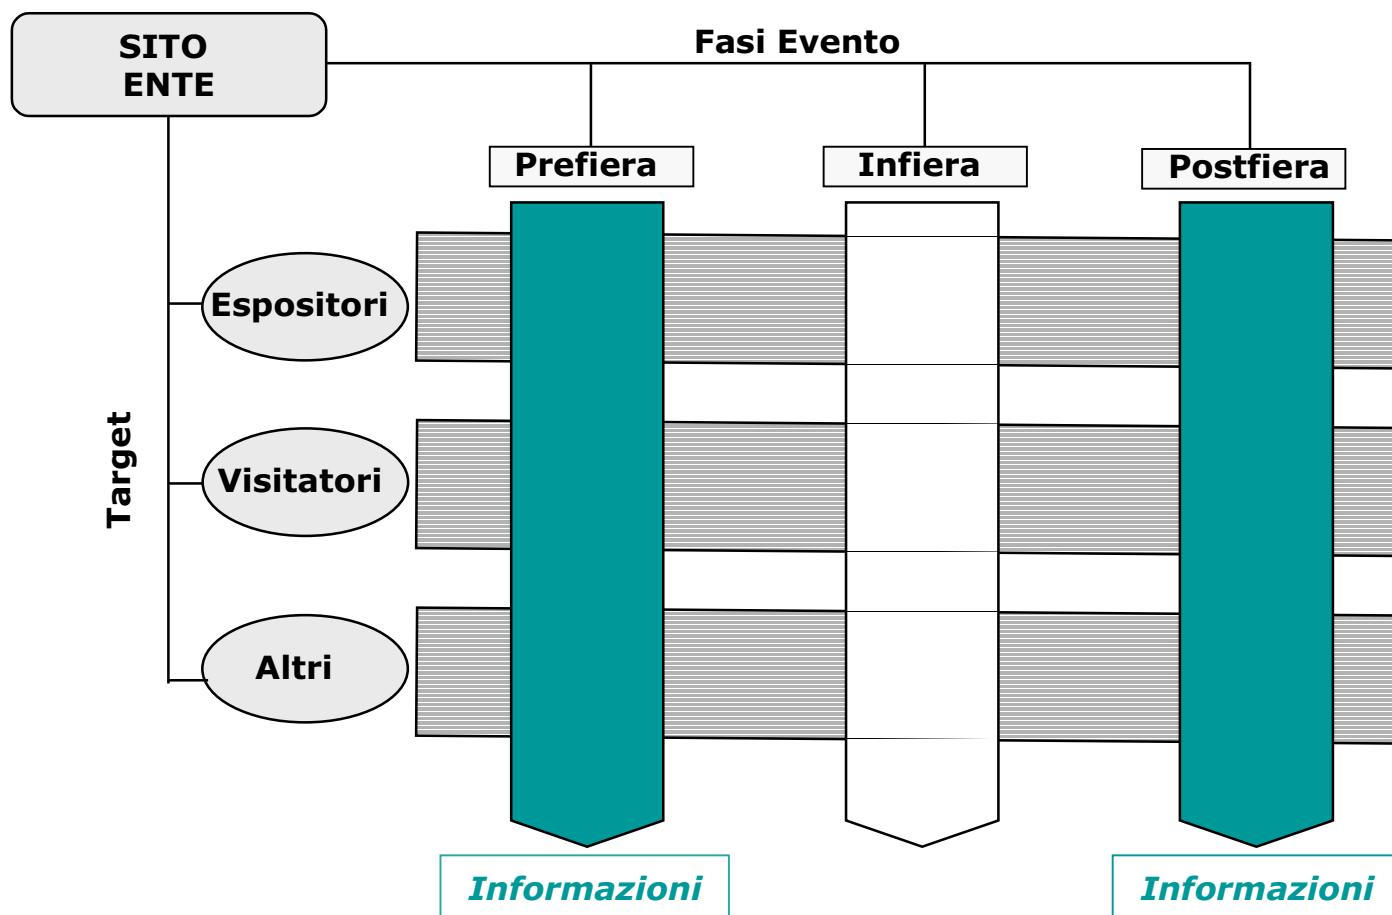 SITO
ENTE
Fasi Evento
Prefiera
Infiera
Postfiera
Espositori
Visitatori
Altri
Target
Informazioni
Informazioni